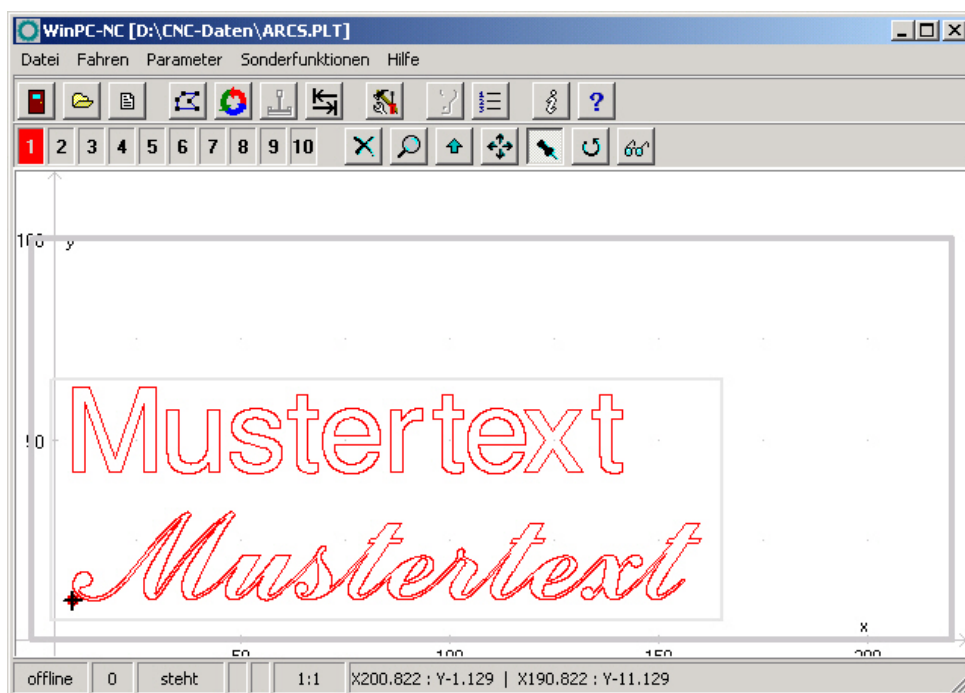 WinPC-NC [D:\CNC-Daten\ARCS.PLT]
Datei Fahren Parameter Sonderfunktionen Hilfe
1 2 3 4 5 6 7 8 9 10
100 y
Mustertext
Mustertext
x
50 100 150 200
offline 0 steht 1:1 X200.822 : Y-1.129 | X190.822 : Y-11.129